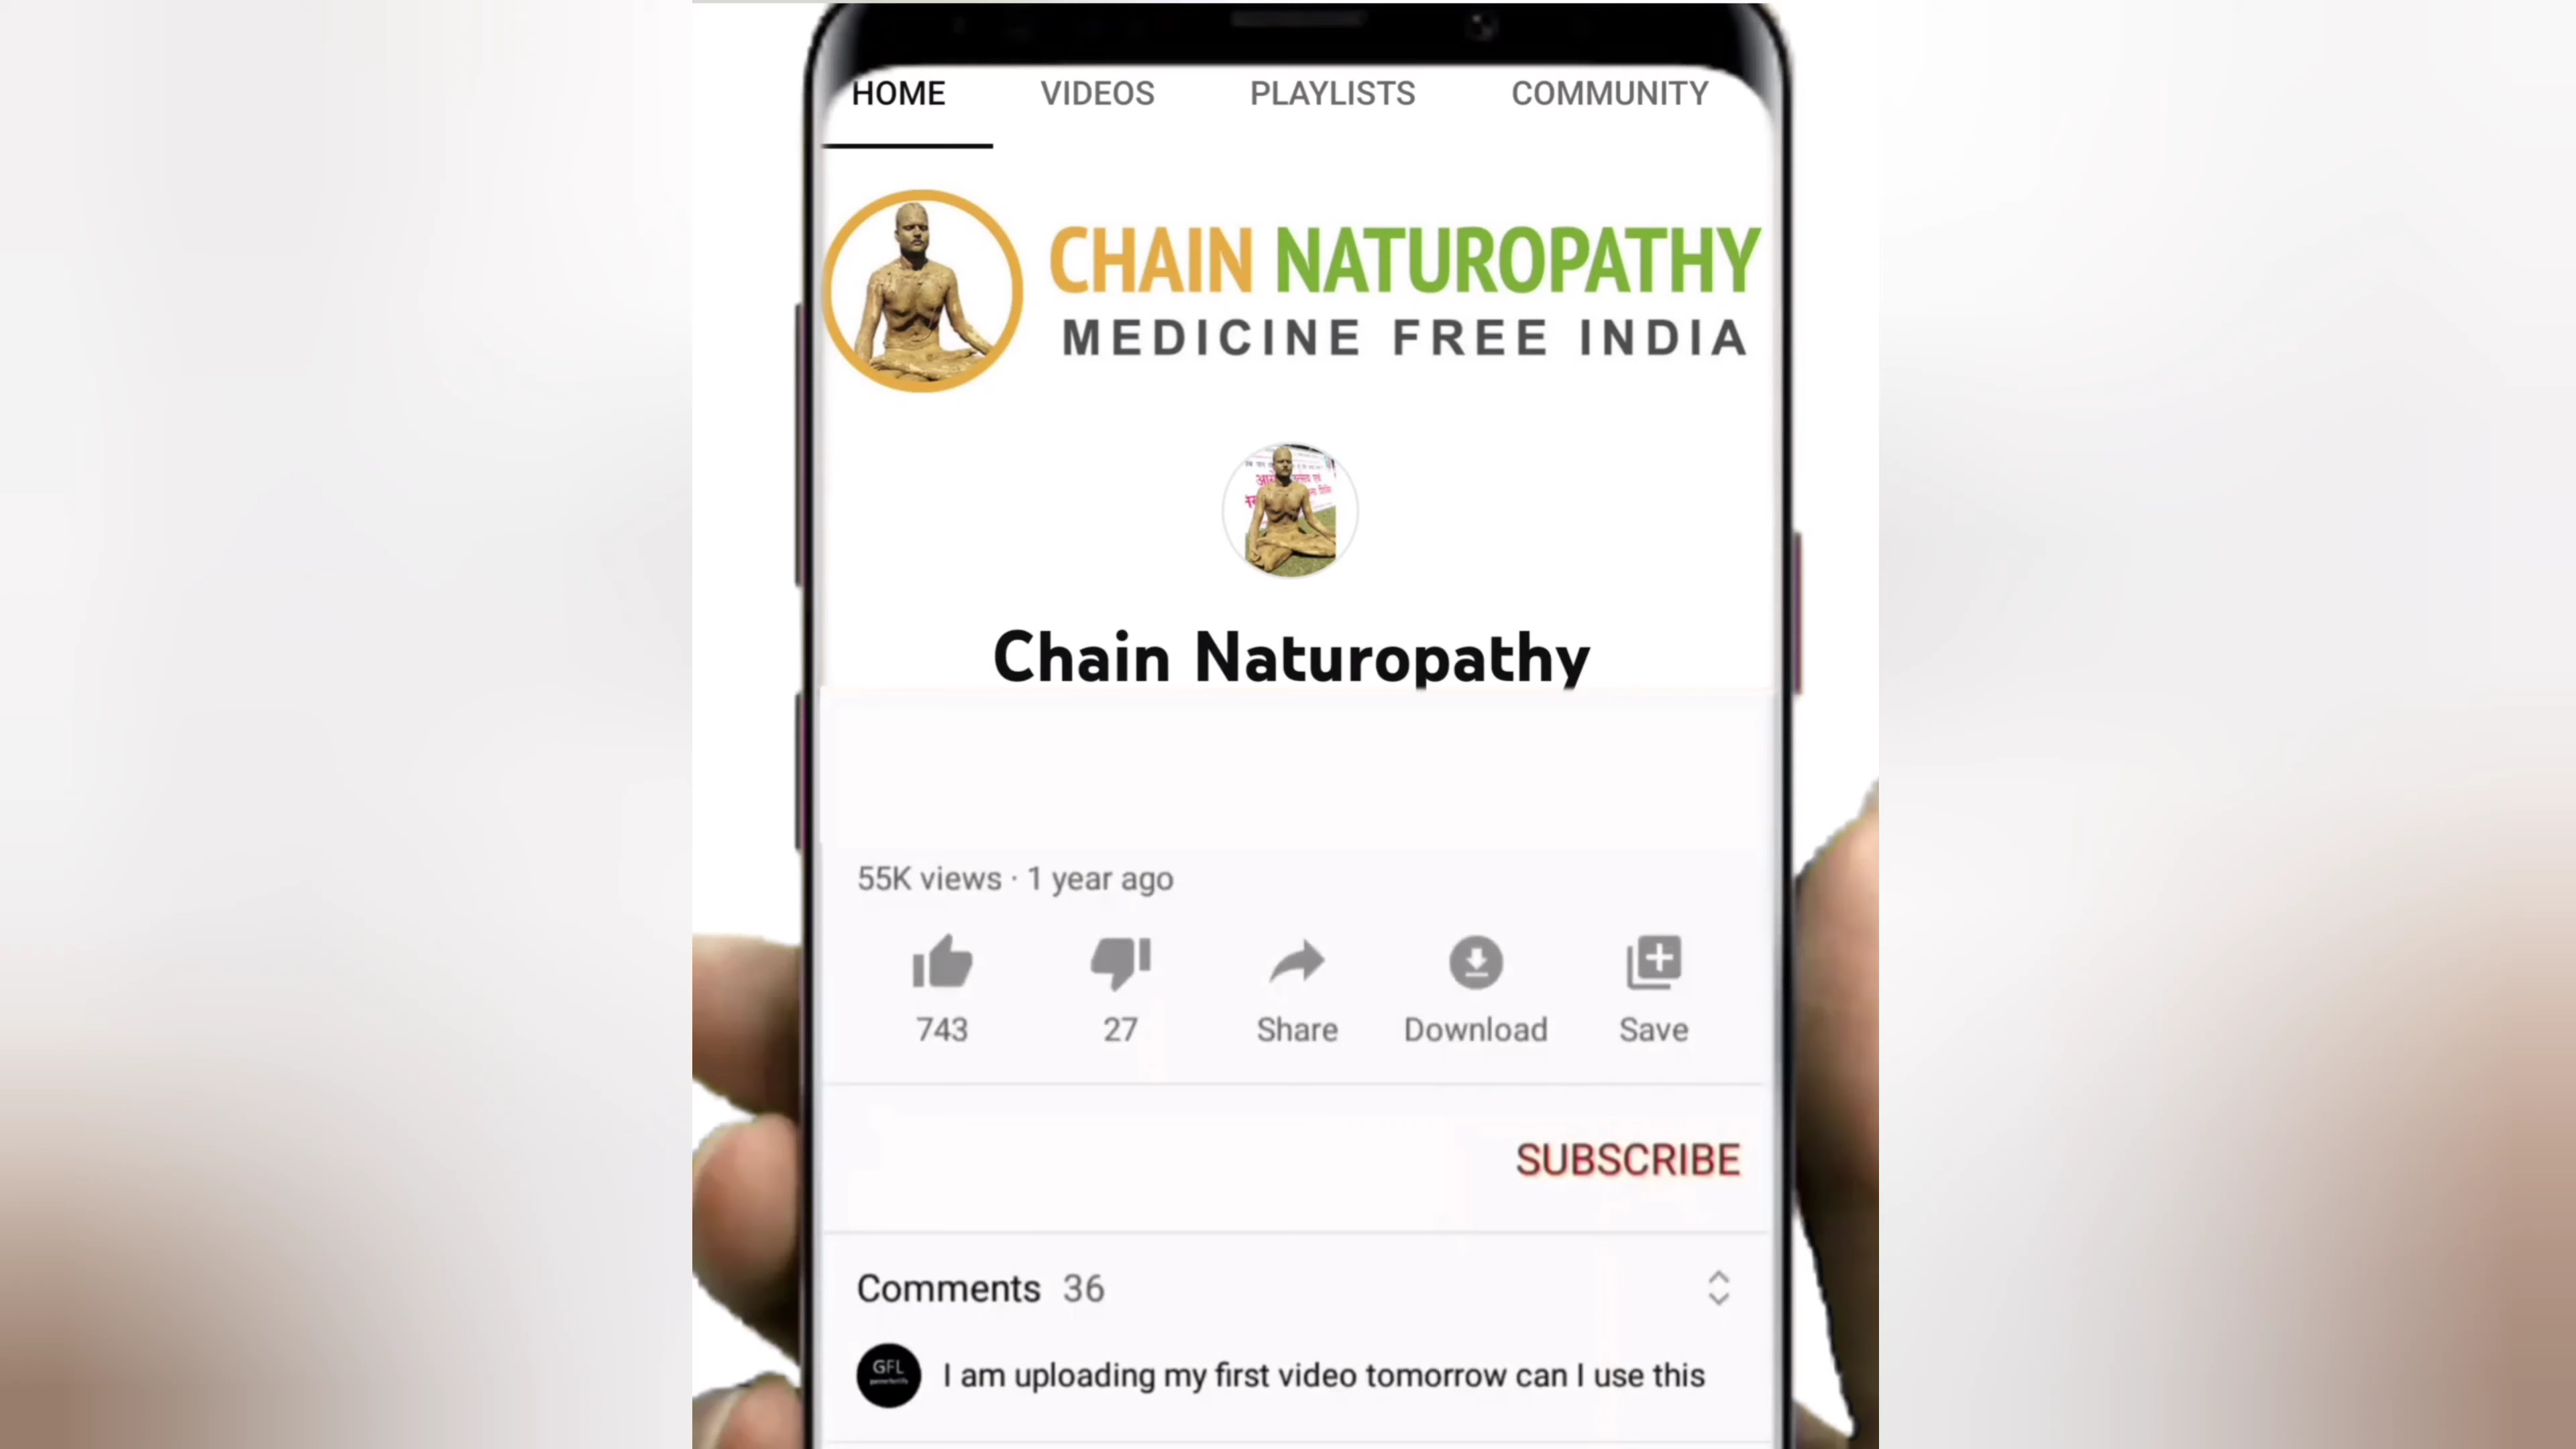 HOME VIDEOS PLAYLISTS COMMUNITY
CHAIN NATUROPATHY
MEDICINE FREE INDIA
Chain Naturopathy
55K views · 1 year ago
743 27 Share Download Save
SUBSCRIBE
Comments 36
GFL
I am uploading my first video tomorrow can I use this